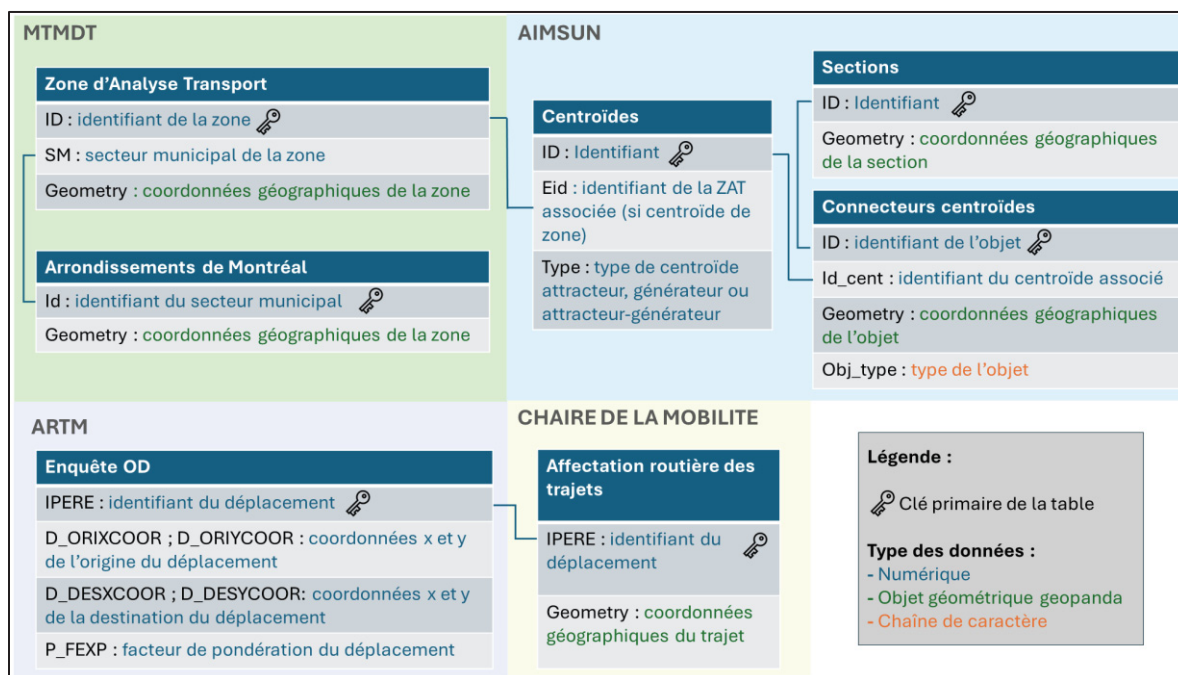 MTMDT
Zone d'Analyse Transport
ID : identifiant de la zone
SM : secteur municipal de la zone
Geometry : coordonnées géographiques de la zone
Arrondissements de Montréal
Id : identifiant du secteur municipal
Geometry : coordonnées géographiques de la zone
AIMSUN
Centroïdes
ID : Identifiant
Eid : identifiant de la ZAT
associée (si centroïde de
zone)
Type : type de centroïde
attracteur, générateur ou
attracteur-générateur
Sections
ID : Identifiant
Geometry : coordonnées géographiques
de la section
Connecteurs centroïdes
ID : identifiant de l'objet
Id_cent : identifiant du centroïde associé
Geometry : coordonnées géographiques
de l'objet
Obj_type : type de l'objet
ARTM
Enquête OD
IPERE : identifiant du déplacement
D_ORIXCOOR ; D_ORIYCOOR : coordonnées x et y
de l'origine du déplacement
D_DESXCOOR ; D_DESYCOOR: coordonnées x et y
de la destination du déplacement
P_FEXP : facteur de pondération du déplacement
CHAIRE DE LA MOBILITE
Affectation routière des
trajets
IPERE : identifiant du
déplacement
Geometry : coordonnées
géographiques du trajet
Légende :
Clé primaire de la table
Type des données :
- Numérique
- Objet géométrique geopanda
- Chaîne de caractère